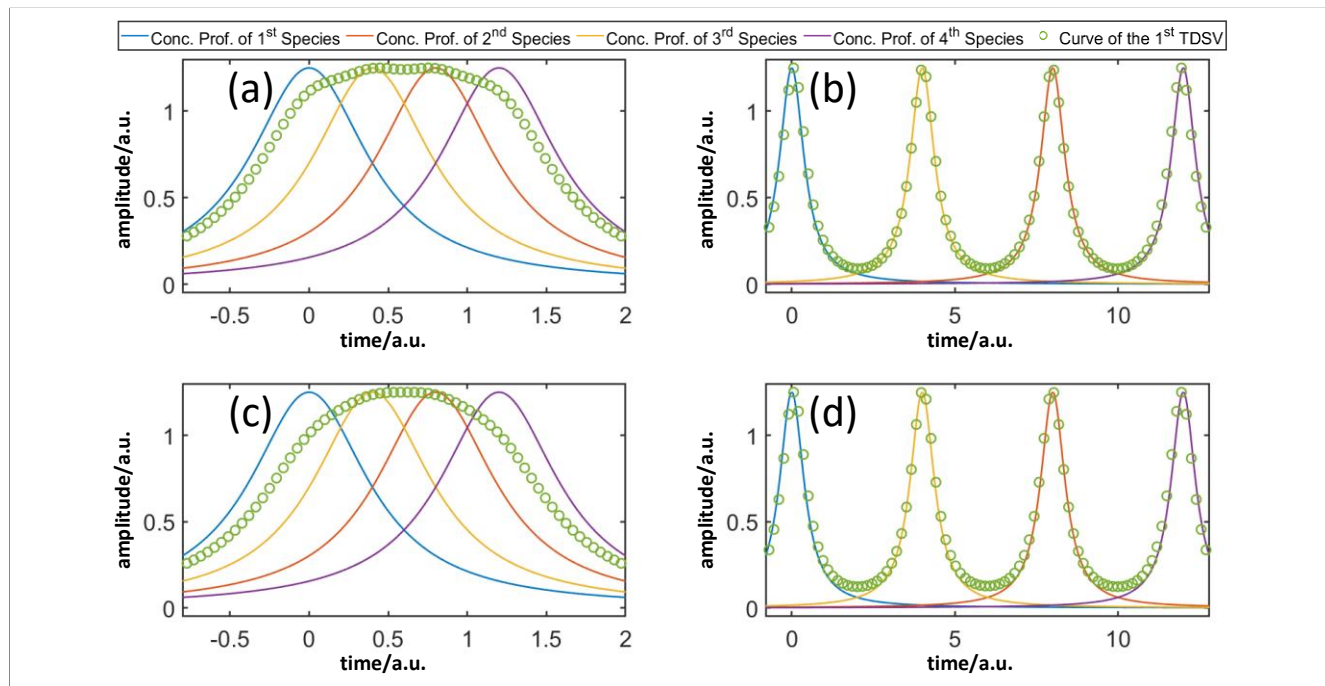 Conc. Prof. of 1st Species Conc. Prof. of 2nd Species Conc. Prof. of 3rd Species Conc. Prof. of 4th Species Curve of the 1st TDSV
(a)
1
0.5
0
amplitude/a.u.
-0.5 0 0.5 1 1.5 2
time/a.u.
(b)
1
0.5
0
amplitude/a.u.
0 5 10
time/a.u.
(c)
1
0.5
0
amplitude/a.u.
-0.5 0 0.5 1 1.5 2
time/a.u.
(d)
1
0.5
0
amplitude/a.u.
0 5 10
time/a.u.